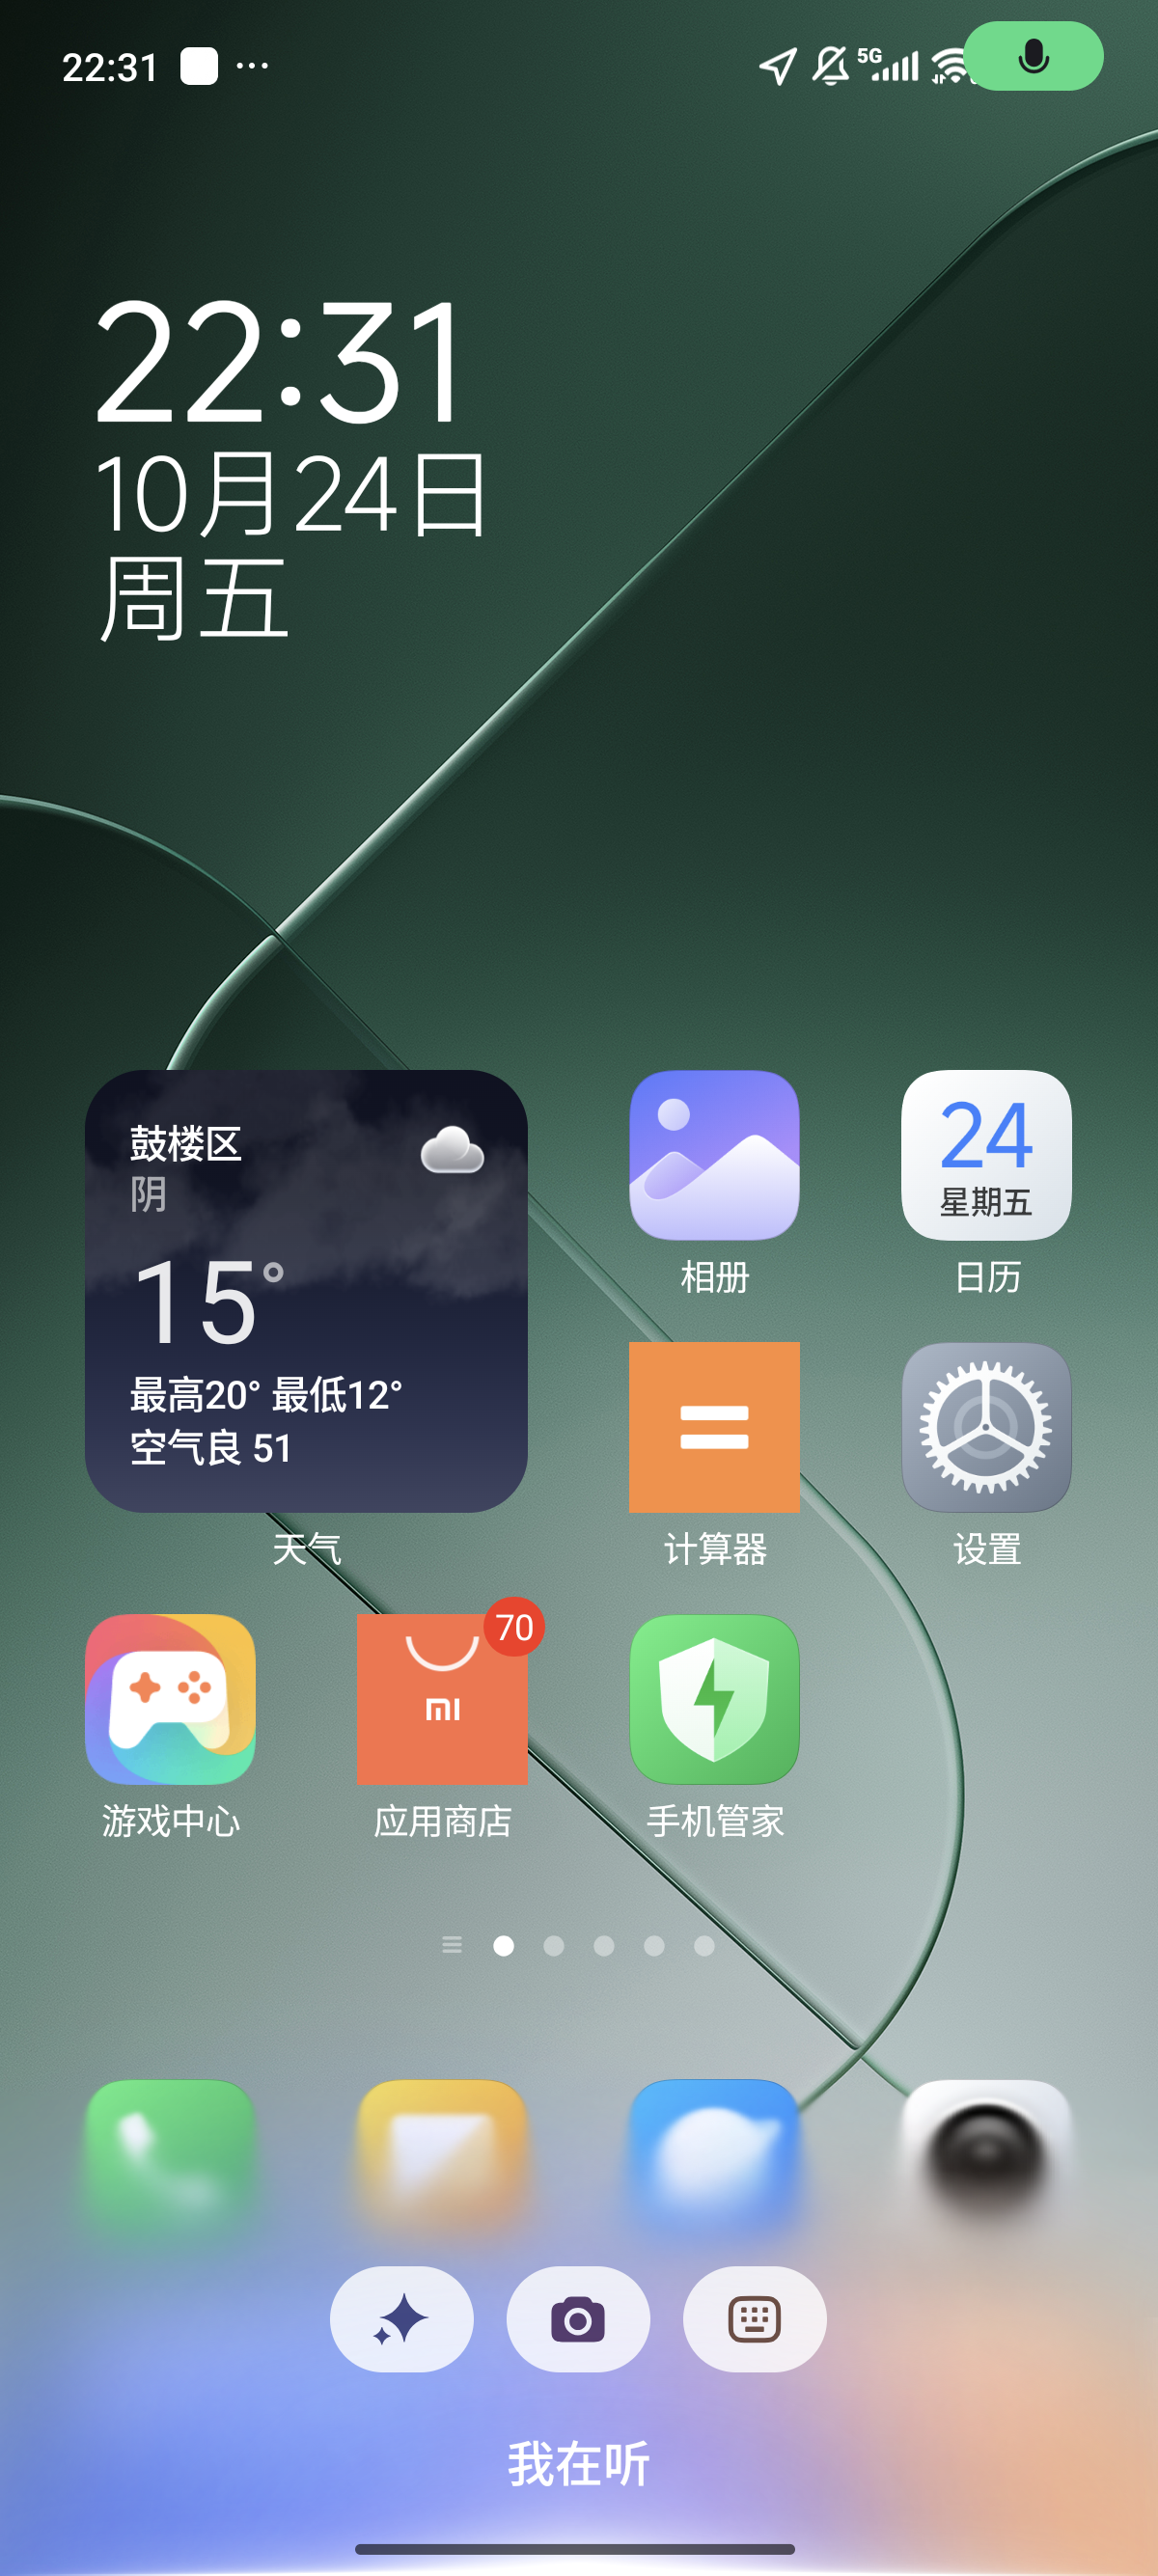 22:31
5G
22:31
10月24日
周五
鼓楼区
阴
15°
最高20° 最低12°
空气良 51
天气
相册
24
星期五
日历
计算器
设置
游戏中心
70
mi
应用商店
手机管家
我在听